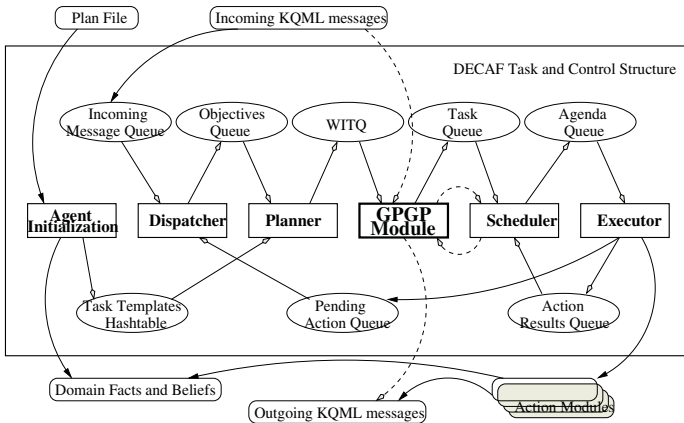 Plan File
Incoming KQML messages
DECAF Task and Control Structure
Incoming
Message Queue
Objectives
Queue
WITQ
Task
Queue
Agenda
Queue
Agent
Initialization
Dispatcher
Planner
GPGP
Module
Scheduler
Executor
Task Templates
Hashtable
Pending
Action Queue
Action
Results Queue
Domain Facts and Beliefs
Outgoing KQML messages
Action Modules